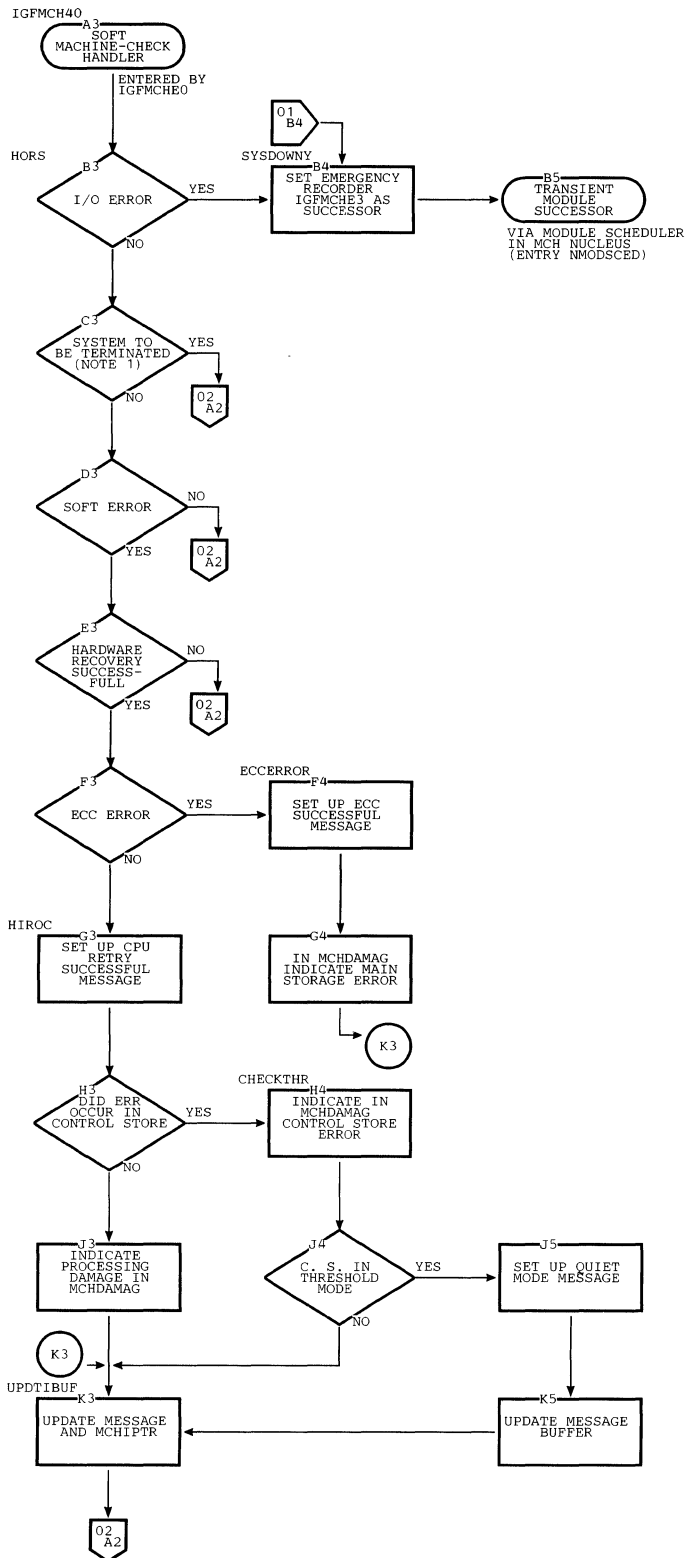 IGFMCH40
A3
SOFT
MACHINE-CHECK
HANDLER
ENTERED BY
IGFMCHE0
01
B4
HORS
B3
I/O ERROR
YES
NO
SYSDOWNY
B4
SET EMERGENCY
RECORDER
IGFMCHE3 AS
SUCCESSOR
B5
TRANSIENT
MODULE
SUCCESSOR
VIA MODULE SCHEDULER
IN MCH NUCLEUS
(ENTRY NMODSCED)
C3
SYSTEM TO
BE TERMINATED
(NOTE 1)
YES
NO
02
A2
D3
SOFT ERROR
NO
YES
02
A2
E3
HARDWARE
RECOVERY
SUCCESS-
FULL
NO
YES
02
A2
F3
ECC ERROR
YES
NO
ECCERROR
F4
SET UP ECC
SUCCESSFUL
MESSAGE
HIROC
G3
SET UP CPU
RETRY
SUCCESSFUL
MESSAGE
G4
IN MCHDAMAG
INDICATE MAIN
STORAGE ERROR
K3
H3
DID ERR
OCCUR IN
CONTROL STORE
YES
NO
CHECKTHR
H4
INDICATE IN
MCHDAMAG
CONTROL STORE
ERROR
J3
INDICATE
PROCESSING
DAMAGE IN
MCHDAMAG
J4
C. S. IN
THRESHOLD
MODE
YES
NO
J5
SET UP QUIET
MODE MESSAGE
K3
UPDTIBUF
K3
UPDATE MESSAGE
AND MCHIPTR
K5
UPDATE MESSAGE
BUFFER
02
A2